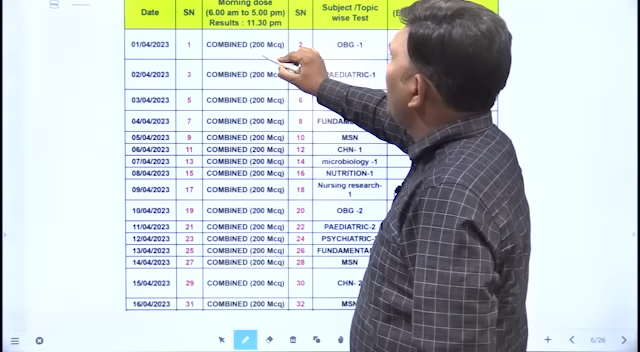 Date SN Morning dose (6.00 am to 5.00 pm) Results : 11.30 pm SN Subject /Topic wise Test
01/04/2023 1 COMBINED (200 Mcq) 2 OBG -1
02/04/2023 3 COMBINED (200 Mcq) PAEDIATRIC-1
03/04/2023 5 COMBINED (200 Mcq) 6
04/04/2023 7 COMBINED (200 Mcq) 8
05/04/2023 9 COMBINED (200 Mcq) 10 MSN
06/04/2023 11 COMBINED (200 Mcq) 12 CHN- 1
07/04/2023 13 COMBINED (200 Mcq) 14 microbiology -1
08/04/2023 15 COMBINED (200 Mcq) 16 NUTRITION-1
09/04/2023 17 COMBINED (200 Mcq) 18 Nursing research-1
10/04/2023 19 COMBINED (200 Mcq) 20 OBG -2
11/04/2023 21 COMBINED (200 Mcq) 22 PAEDIATRIC-2
12/04/2023 23 COMBINED (200 Mcq) 24 PSYCHIATRIC-
13/04/2023 25 COMBINED (200 Mcq) 26
14/04/2023 27 COMBINED (200 Mcq) 28 MSN
15/04/2023 29 COMBINED (200 Mcq) 30 CHN- 2
16/04/2023 31 COMBINED (200 Mcq) 32 MSN
6/26